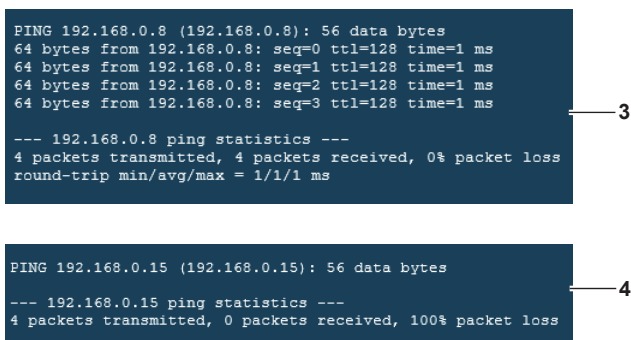 PING 192.168.0.8 (192.168.0.8): 56 data bytes
64 bytes from 192.168.0.8: seq=0 ttl=128 time=1 ms
64 bytes from 192.168.0.8: seq=1 ttl=128 time=1 ms
64 bytes from 192.168.0.8: seq=2 ttl=128 time=1 ms
64 bytes from 192.168.0.8: seq=3 ttl=128 time=1 ms
3
--- 192.168.0.8 ping statistics ---
4 packets transmitted, 4 packets received, 0% packet loss
round-trip min/avg/max = 1/1/1 ms
PING 192.168.0.15 (192.168.0.15): 56 data bytes
4
--- 192.168.0.15 ping statistics ---
4 packets transmitted, 0 packets received, 100% packet loss